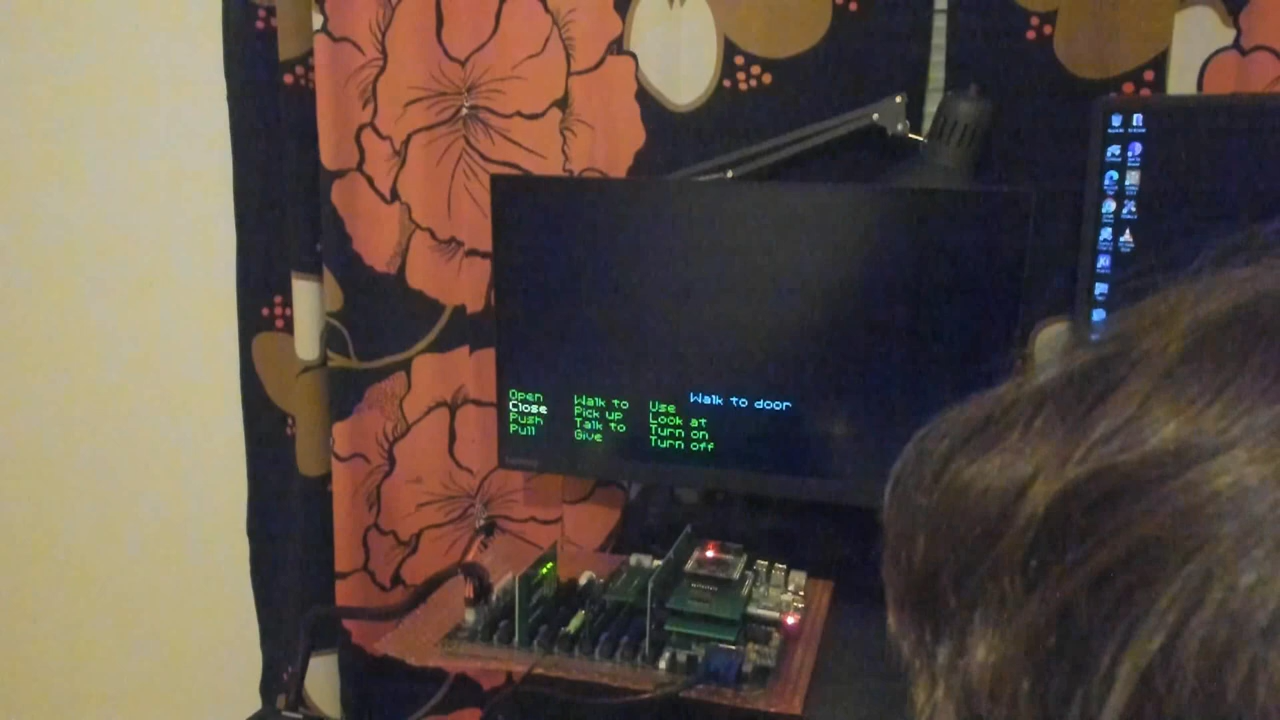 Walk to door
Open Walk to Use
Close Pick up Look at
Push Talk to Turn on
Pull Give Turn off